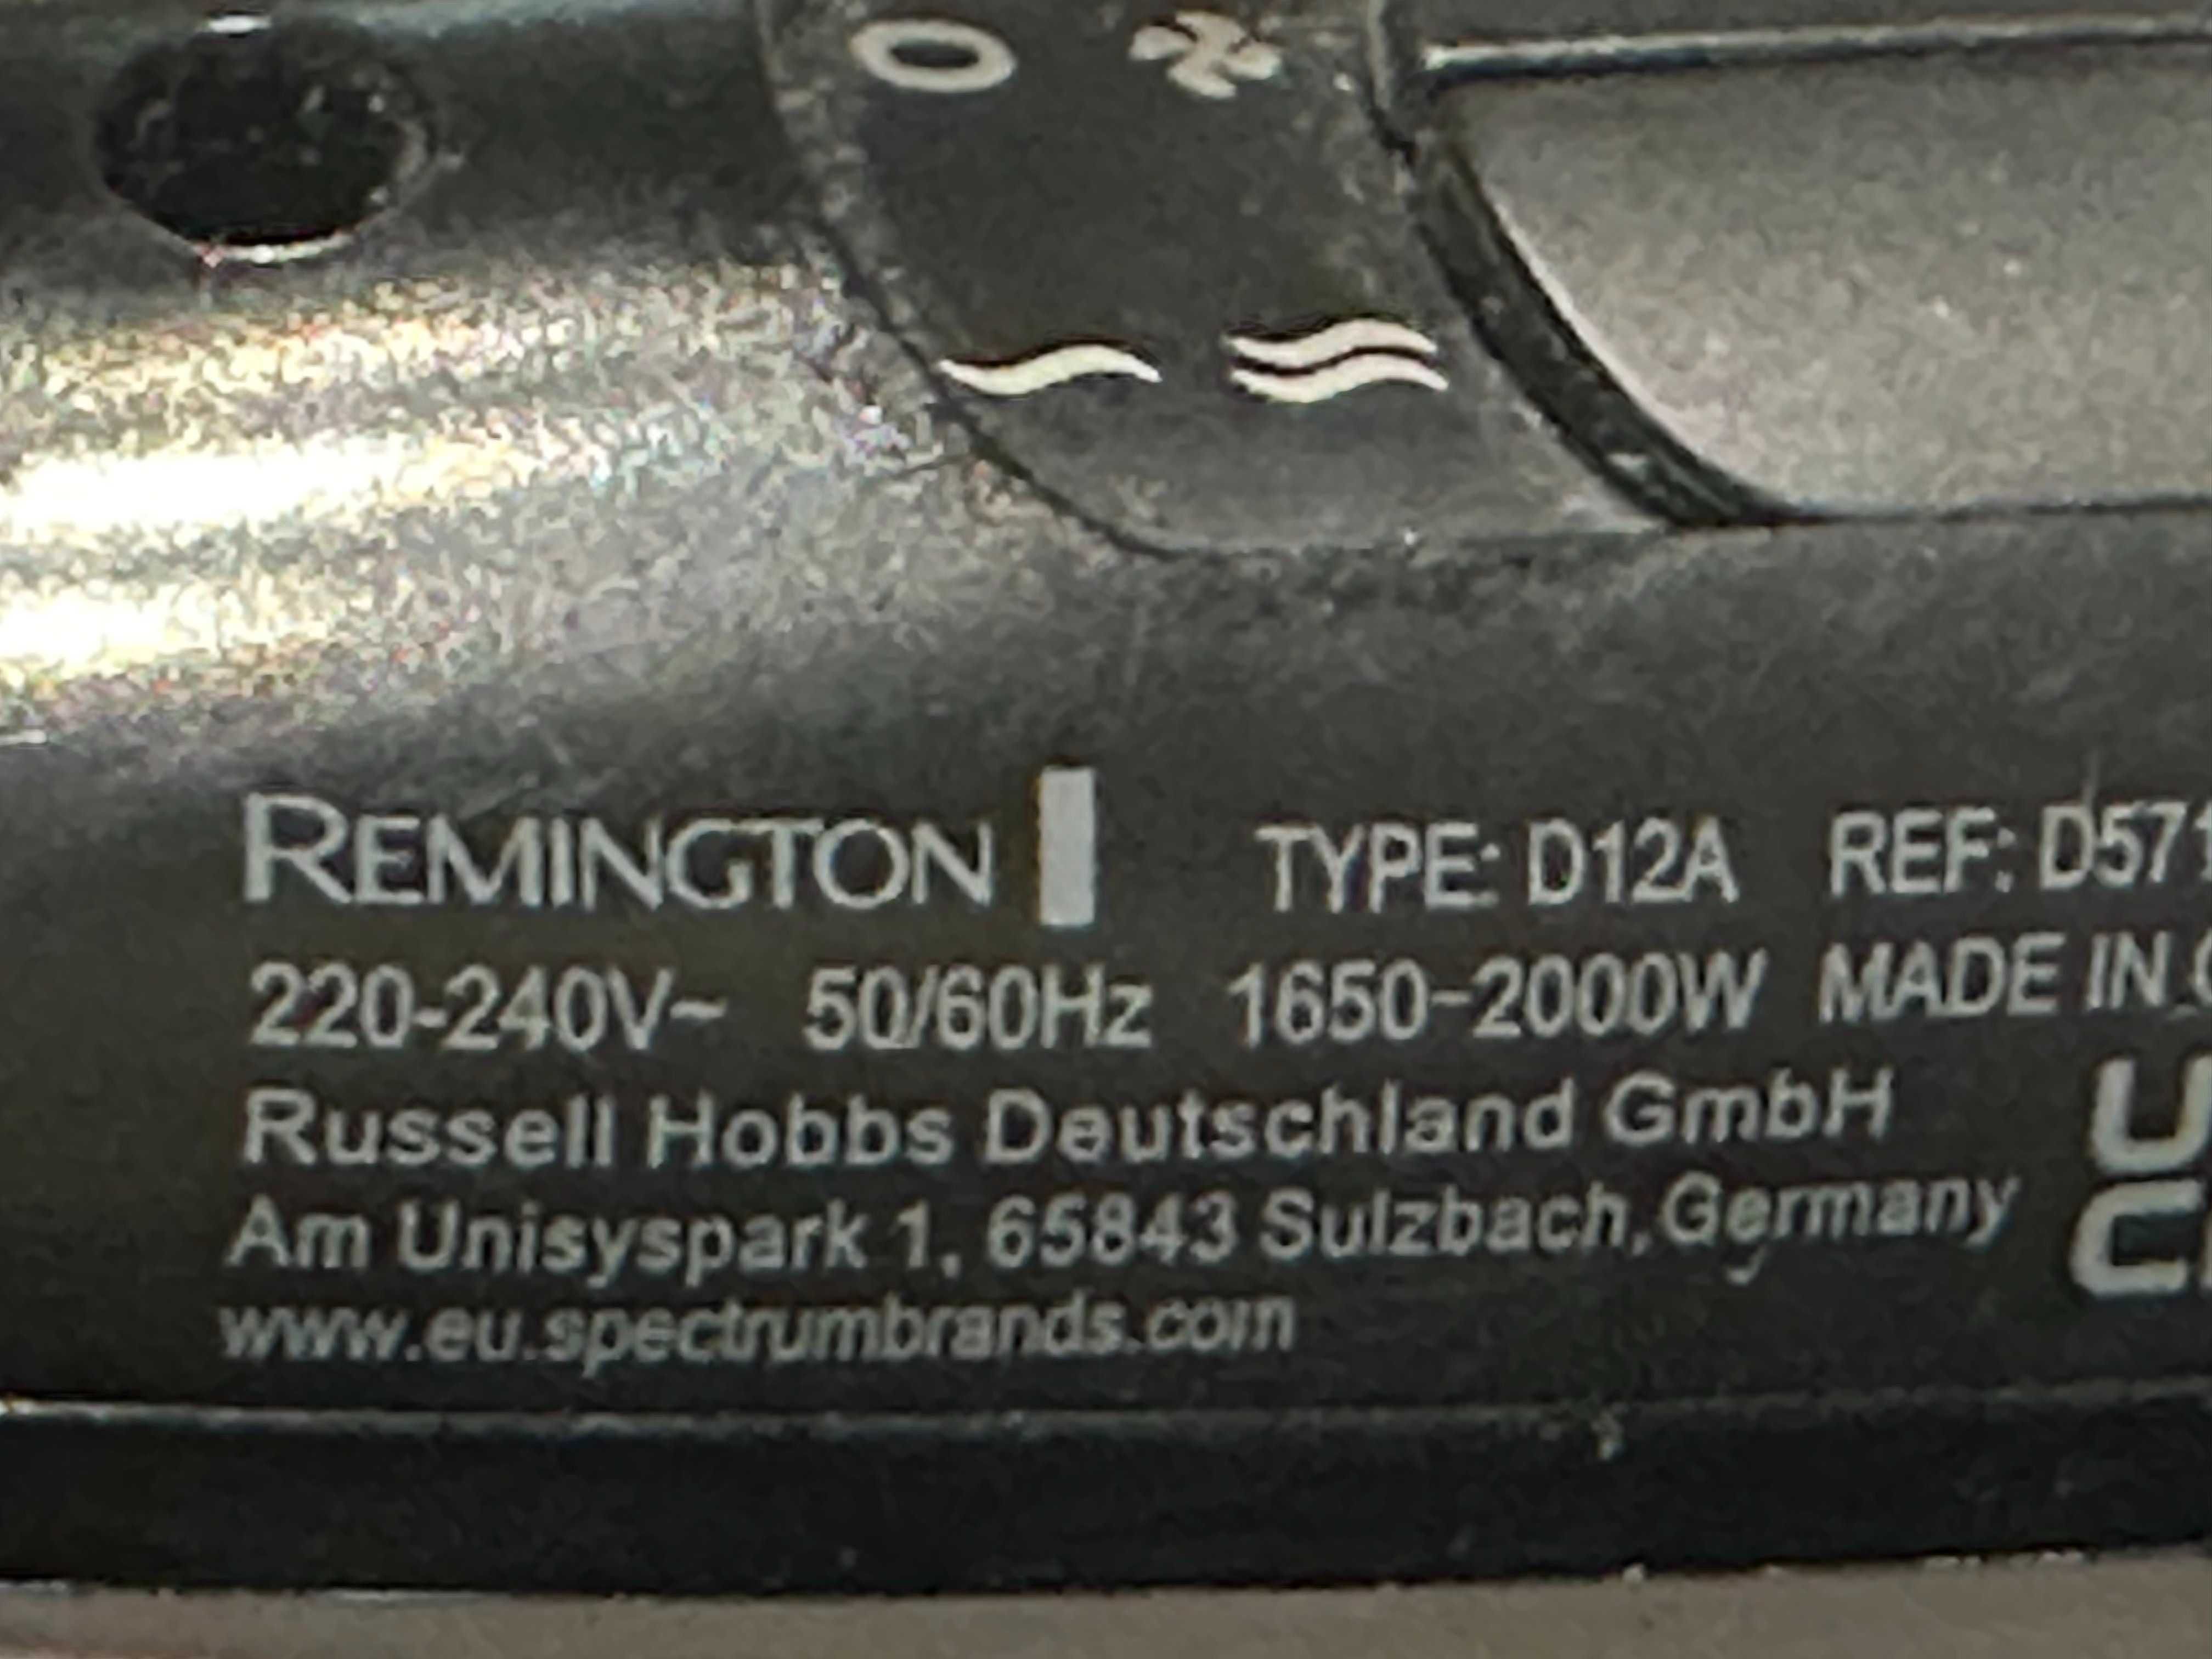 REMINGTON TYPE: D12A REF:
220-240V~ 50/60Hz 1650-2000W MADE IN
Russell Hobbs Deutschland GmbH
Am Unisyspark 1, 65843 Sulzbach, Germany
www.eu.spectrumbrands.com